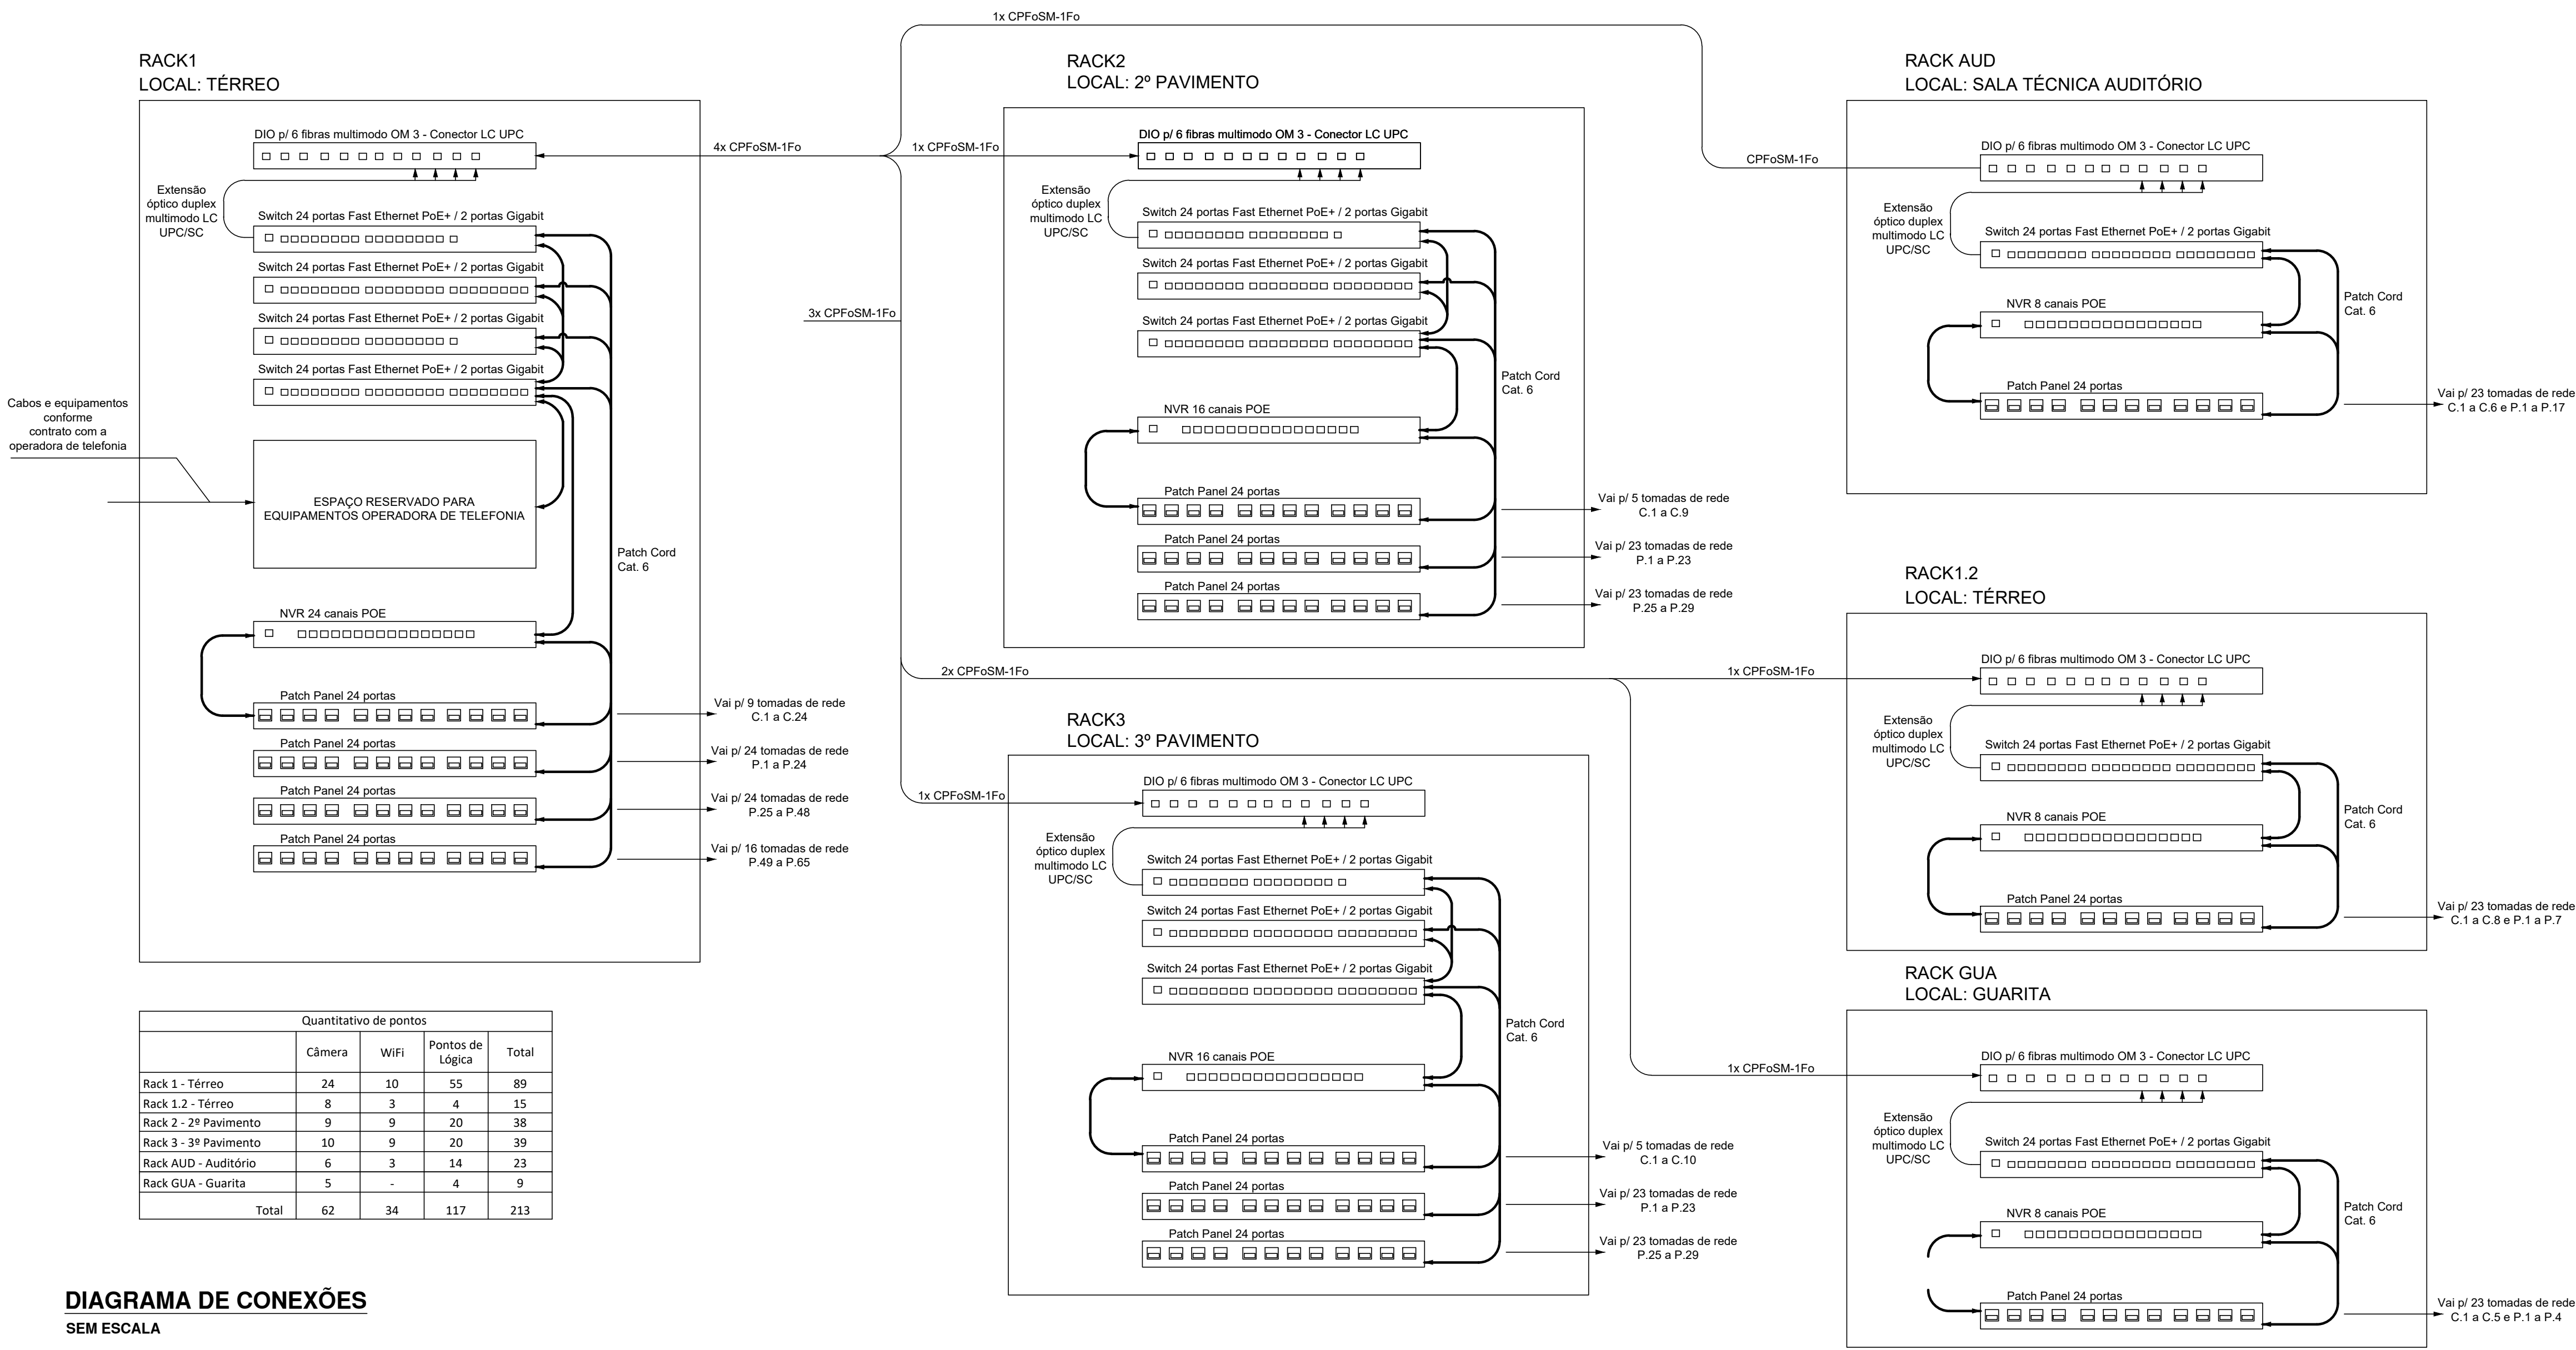 1x CPFoSM-1Fo
RACK1
LOCAL: TÉRREO
DIO p/ 6 fibras multimodo OM 3 - Conector LC UPC
Extensão
óptico duplex
multimodo LC
UPC/SC
Switch 24 portas Fast Ethernet PoE+ / 2 portas Gigabit
Switch 24 portas Fast Ethernet PoE+ / 2 portas Gigabit
Switch 24 portas Fast Ethernet PoE+ / 2 portas Gigabit
Switch 24 portas Fast Ethernet PoE+ / 2 portas Gigabit
Cabos e equipamentos
conforme
contrato com a
operadora de telefonia
ESPAÇO RESERVADO PARA
EQUIPAMENTOS OPERADORA DE TELEFONIA
Patch Cord
Cat. 6
NVR 24 canais POE
Patch Panel 24 portas
Vai p/ 9 tomadas de rede
C.1 a C.24
Patch Panel 24 portas
Vai p/ 24 tomadas de rede
P.1 a P.24
Patch Panel 24 portas
Vai p/ 24 tomadas de rede
P.25 a P.48
Patch Panel 24 portas
Vai p/ 16 tomadas de rede
P.49 a P.65
4x CPFoSM-1Fo
1x CPFoSM-1Fo
3x CPFoSM-1Fo
2x CPFoSM-1Fo
1x CPFoSM-1Fo
RACK2
LOCAL: 2º PAVIMENTO
DIO p/ 6 fibras multimodo OM 3 - Conector LC UPC
Extensão
óptico duplex
multimodo LC
UPC/SC
Switch 24 portas Fast Ethernet PoE+ / 2 portas Gigabit
Switch 24 portas Fast Ethernet PoE+ / 2 portas Gigabit
Switch 24 portas Fast Ethernet PoE+ / 2 portas Gigabit
Patch Cord
Cat. 6
NVR 16 canais POE
Patch Panel 24 portas
Vai p/ 5 tomadas de rede
C.1 a C.9
Patch Panel 24 portas
Vai p/ 23 tomadas de rede
P.1 a P.23
Patch Panel 24 portas
Vai p/ 23 tomadas de rede
P.25 a P.29
RACK3
LOCAL: 3º PAVIMENTO
DIO p/ 6 fibras multimodo OM 3 - Conector LC UPC
1x CPFoSM-1Fo
Extensão
óptico duplex
multimodo LC
UPC/SC
Switch 24 portas Fast Ethernet PoE+ / 2 portas Gigabit
Switch 24 portas Fast Ethernet PoE+ / 2 portas Gigabit
Switch 24 portas Fast Ethernet PoE+ / 2 portas Gigabit
Patch Cord
Cat. 6
NVR 16 canais POE
Patch Panel 24 portas
Vai p/ 5 tomadas de rede
C.1 a C.10
Patch Panel 24 portas
Vai p/ 23 tomadas de rede
P.1 a P.23
Patch Panel 24 portas
Vai p/ 23 tomadas de rede
P.25 a P.29
RACK AUD
LOCAL: SALA TÉCNICA AUDITÓRIO
CPFoSM-1Fo
DIO p/ 6 fibras multimodo OM 3 - Conector LC UPC
Extensão
óptico duplex
multimodo LC
UPC/SC
Switch 24 portas Fast Ethernet PoE+ / 2 portas Gigabit
NVR 8 canais POE
Patch Cord
Cat. 6
Patch Panel 24 portas
Vai p/ 23 tomadas de rede
C.1 a C.6 e P.1 a P.17
RACK1.2
LOCAL: TÉRREO
DIO p/ 6 fibras multimodo OM 3 - Conector LC UPC
Extensão
óptico duplex
multimodo LC
UPC/SC
Switch 24 portas Fast Ethernet PoE+ / 2 portas Gigabit
NVR 8 canais POE
Patch Cord
Cat. 6
Patch Panel 24 portas
Vai p/ 23 tomadas de rede
C.1 a C.8 e P.1 a P.7
RACK GUA
LOCAL: GUARITA
1x CPFoSM-1Fo
DIO p/ 6 fibras multimodo OM 3 - Conector LC UPC
Extensão
óptico duplex
multimodo LC
UPC/SC
Switch 24 portas Fast Ethernet PoE+ / 2 portas Gigabit
NVR 8 canais POE
Patch Cord
Cat. 6
Patch Panel 24 portas
Vai p/ 23 tomadas de rede
C.1 a C.5 e P.1 a P.4
Quantitativo de pontos
Câmera WiFi Pontos de Lógica Total
Rack 1 - Térreo 24 10 55 89
Rack 1.2 - Térreo 8 3 4 15
Rack 2 - 2º Pavimento 9 9 20 38
Rack 3 - 3º Pavimento 10 9 20 39
Rack AUD - Auditório 6 3 14 23
Rack GUA - Guarita 5 - 4 9
Total 62 34 117 213
DIAGRAMA DE CONEXÕES
SEM ESCALA